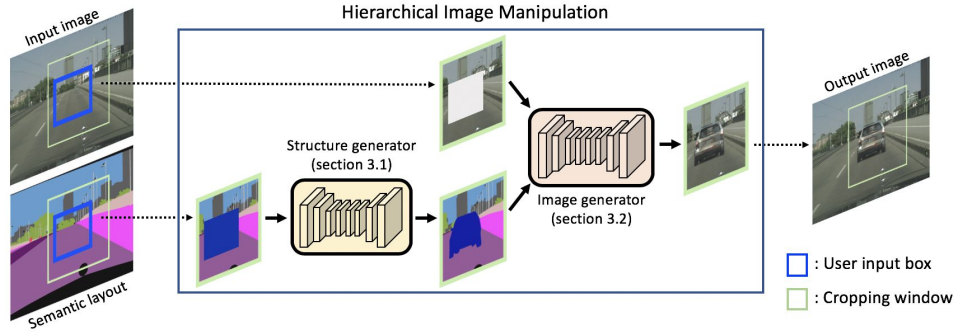 Hierarchical Image Manipulation
Input image
Semantic layout
Structure generator
(section 3.1)
Image generator
(section 3.2)
Output image
: User input box
: Cropping window